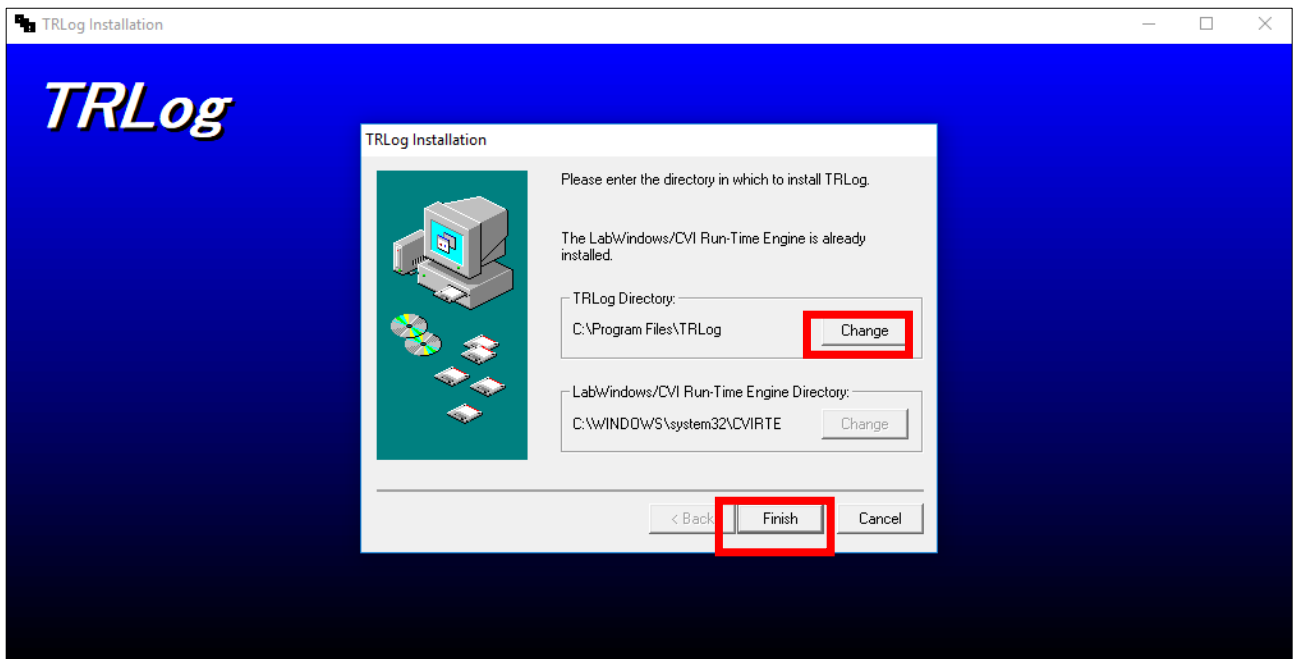 TRLog Installation
TRLog
TRLog Installation
Please enter the directory in which to install TRLog.
The LabWindows/CVI Run-Time Engine is already
installed.
TRLog Directory:
C:\Program Files\TRLog
Change
LabWindows/CVI Run-Time Engine Directory:
C:\WINDOWS\system32\CVIRTE
Change
< Back
Finish
Cancel